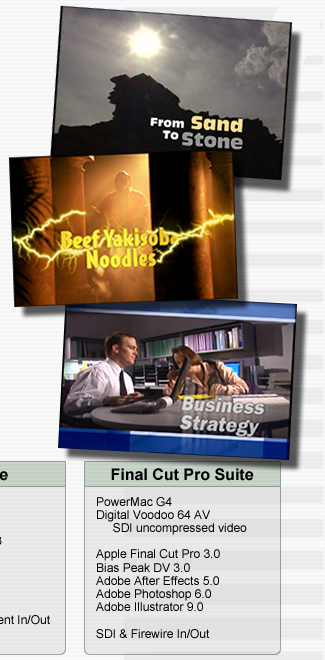 From Sand
To Stone
Beef Yakisoba
Noodles
Business
Strategy
e
Final Cut Pro Suite
PowerMac G4
Digital Voodoo 64 AV
SDI uncompressed video
Apple Final Cut Pro 3.0
Bias Peak DV 3.0
Adobe After Effects 5.0
Adobe Photoshop 6.0
Adobe Illustrator 9.0
ent In/Out
SDI & Firewire In/Out